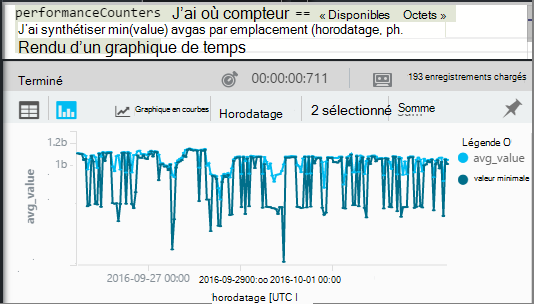 performanceCounters J’ai où compteur == « Disponibles Octets »
J’ai synthétiser min(value) avgas par emplacement (horodatage, ph.
Rendu d’un graphique de temps
Terminé 00:00:00:711 193 enregistrements chargés
Graphique en courbes Horodatage 2 sélectionné Somme
Légende O
avg_value
valeur minimale
1.2b
1b
avg_value
2016-09-27 00:00 2016-09-2900:oo 2016-10-01 00:00
horodatage [UTC l